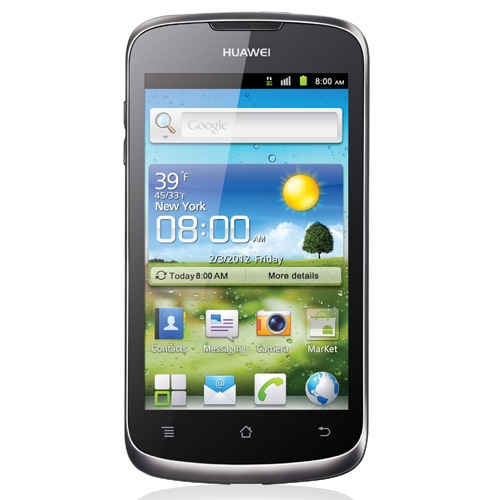 HUAWEI
8:00 AM
Google
39°F
45/33°F
New York
08:00 AM
2/3/2012 Friday
Today 8:00 AM More details
Contacts Messaging Camera MarKet
@